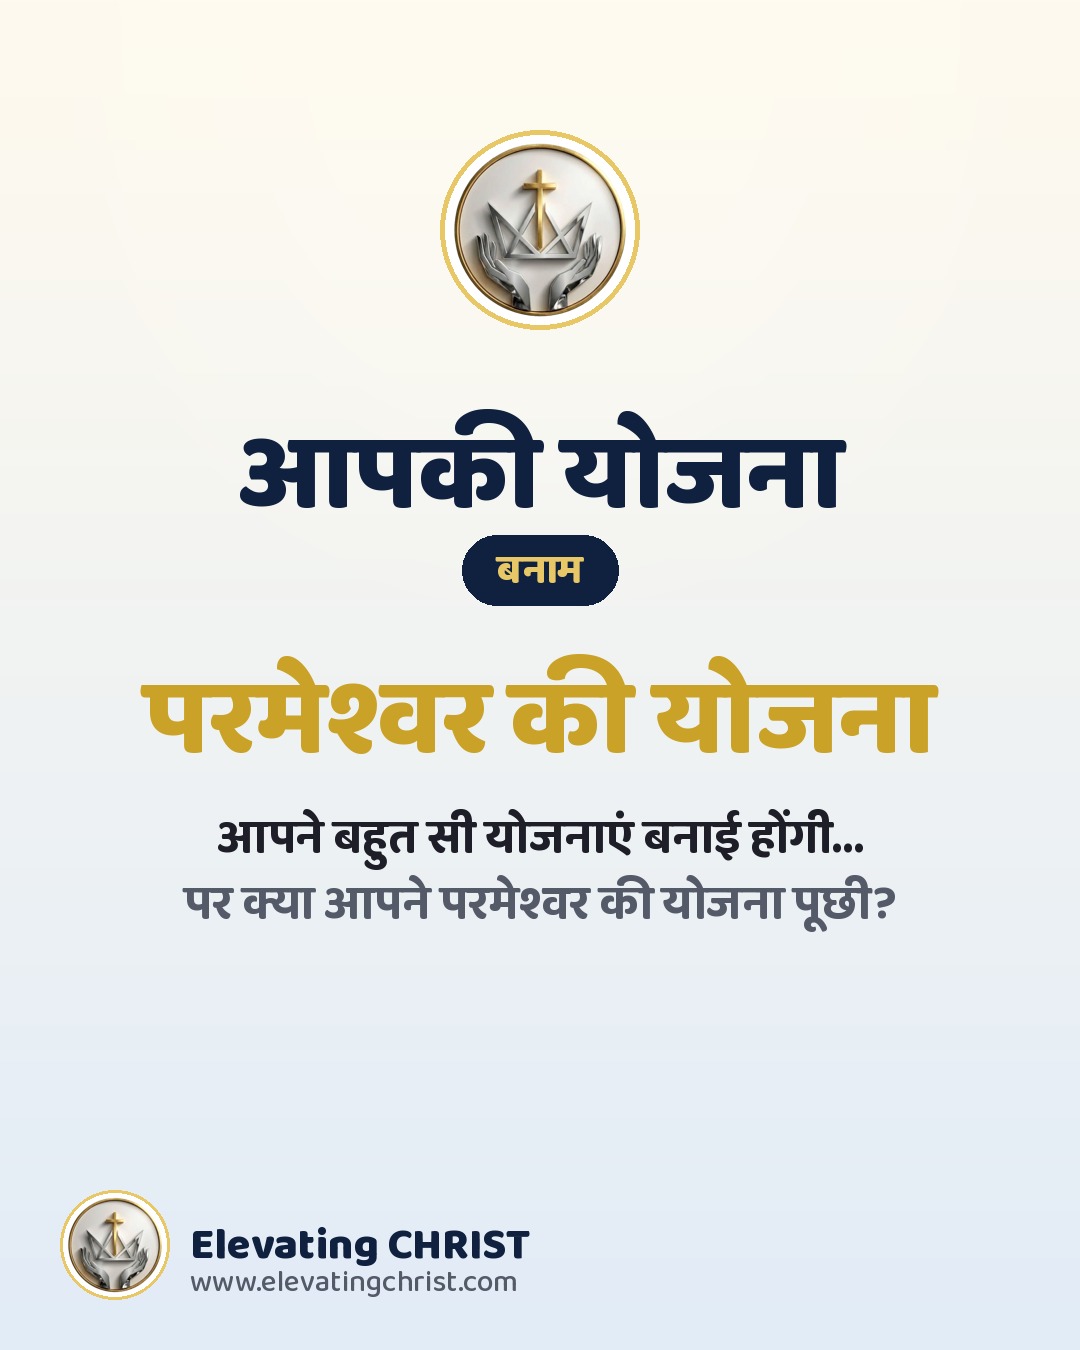 आपकी योजना
बनाम
परमेश्वर की योजना
आपने बहुत सी योजनाएं बनाई होंगी...
पर क्या आपने परमेश्वर की योजना पूछी?
Elevating CHRIST
www.elevatingchrist.com